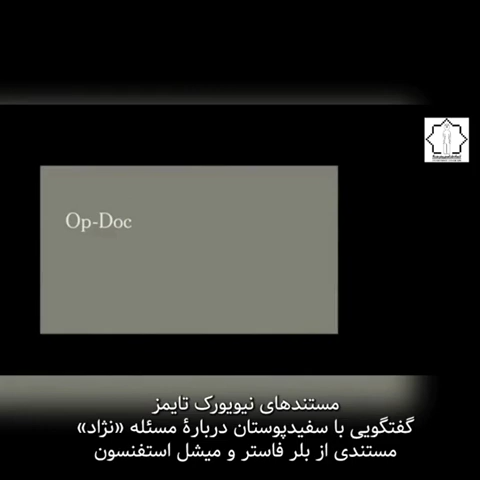 Op-Doc
مستندهای نیویورک تایمز
گفتگویی با سفیدپوستان دربارهٔ مسئله «نژاد»
مستندی از بلر فاستر و میشل استفنسون